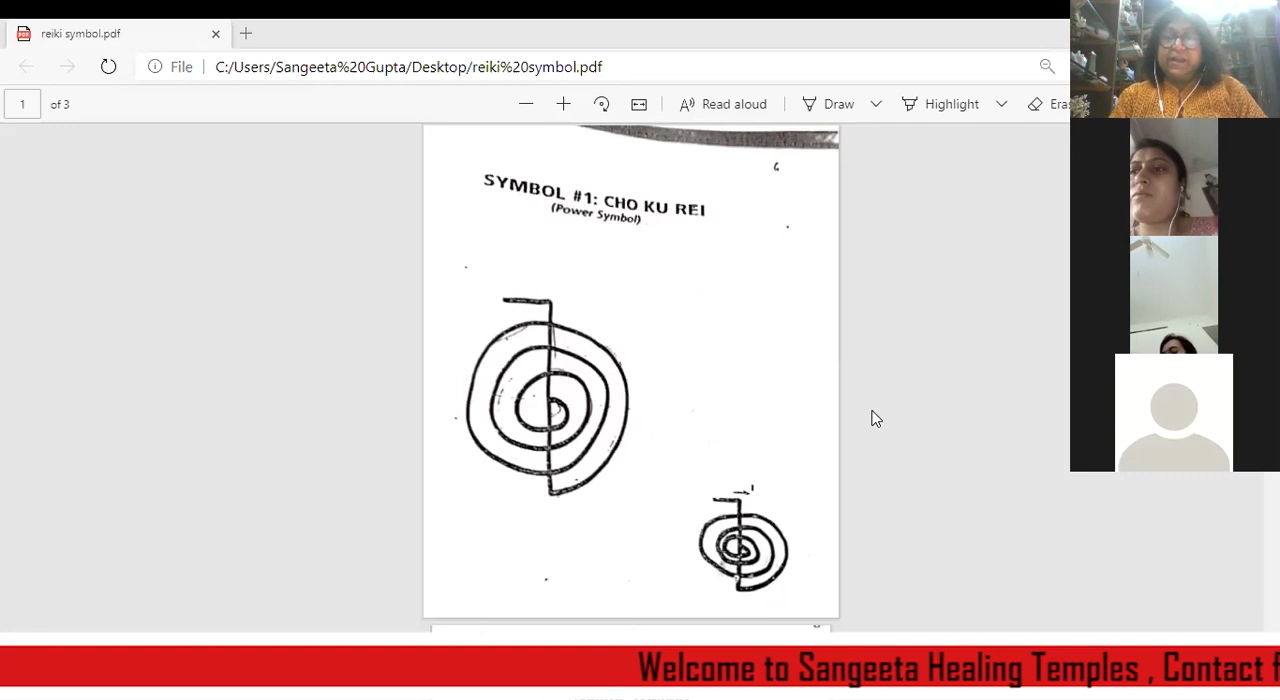 reiki symbol.pdf
File
C:/Users/Sangeeta%20Gupta/Desktop/reiki%20symbol.pdf
1 of 3
Read aloud
Draw
Highlight
6
SYMBOL #1: CHO KU REI
(Power Symbol)
Welcome to Sangeeta Healing Temples , Contact